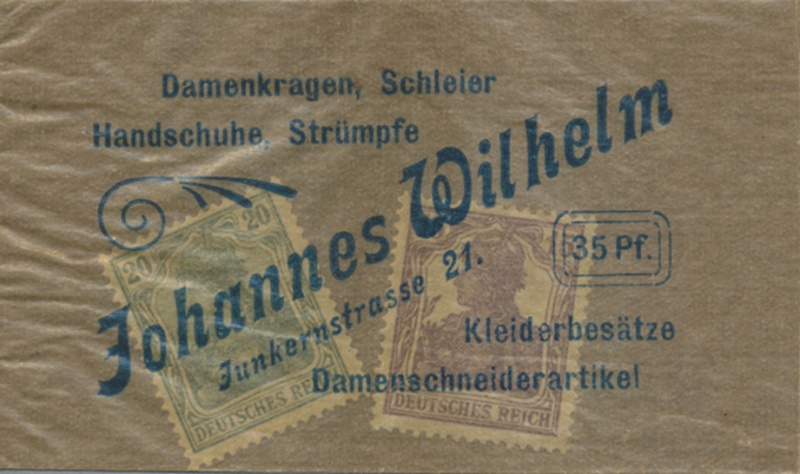 Damenkragen, Schleier
Handschuhe, Strümpfe
Johannes Wilhelm
Junkernstrasse 21.
35 Pf.
Kleiderbesätze
Damenschneiderartikel
20 20
DEUTSCHES REICH
DEUTSCHES REICH